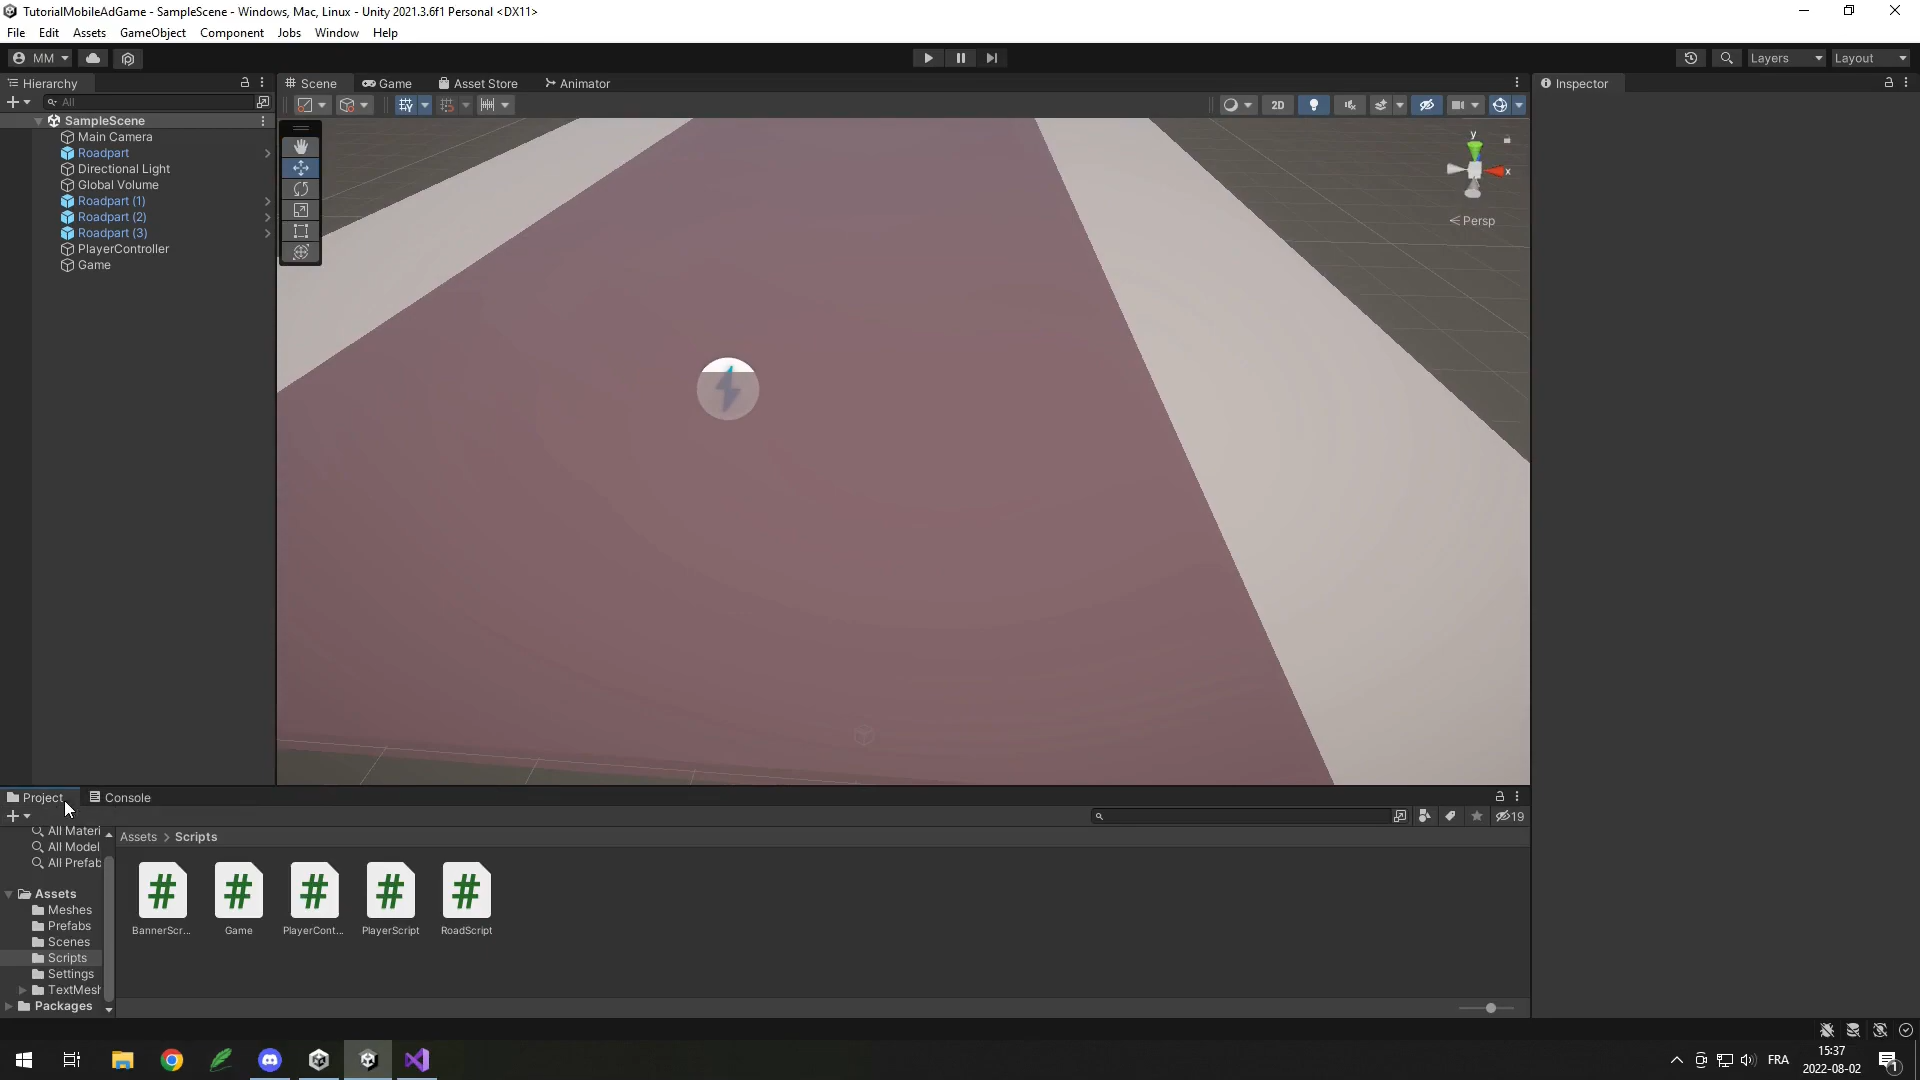 TutorialMobileAdGame - SampleScene - Windows, Mac, Linux - Unity 2021.3.6f1 Personal <DX11>
File Edit Assets GameObject Component Jobs Window Help
MM Layers Layout
Hierarchy
Scene Game Asset Store Animator
Inspector
All
2D
SampleScene
Main Camera
Roadpart
Directional Light
Global Volume
Roadpart (1)
Roadpart (2)
Roadpart (3)
PlayerController
Game
y
x
Persp
Project Console
19
All Materi
All Model
All Prefab
Assets
Meshes
Prefabs
Scenes
Scripts
Settings
TextMesh
Packages
Assets > Scripts
BannerScr... Game PlayerCont... PlayerScript RoadScript
FRA
15:37
2022-08-02
1